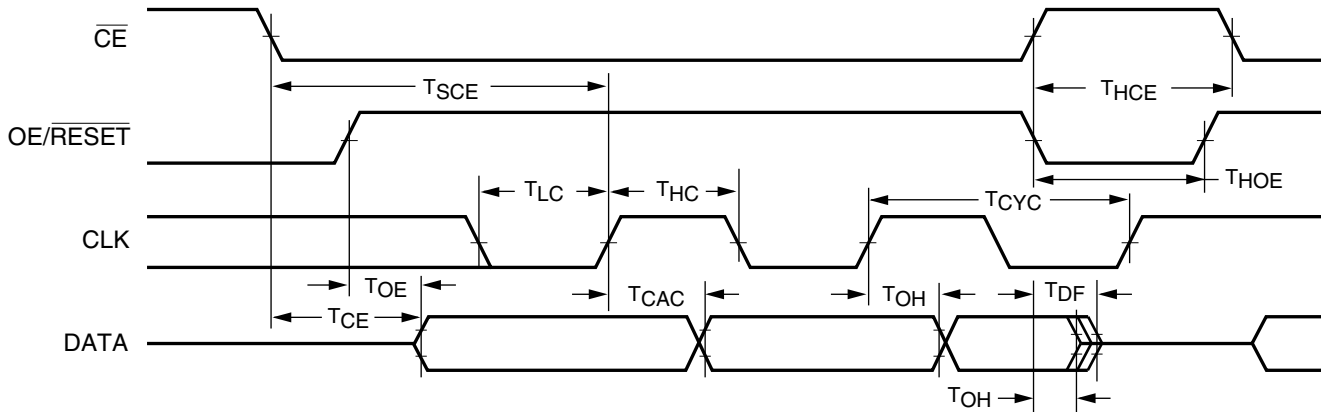 CE
TSCE
THCE
OE/RESET
TLC
THC
TCYC
THOE
CLK
TOE
TCAC
TOH
TDF
TCE
DATA
TOH